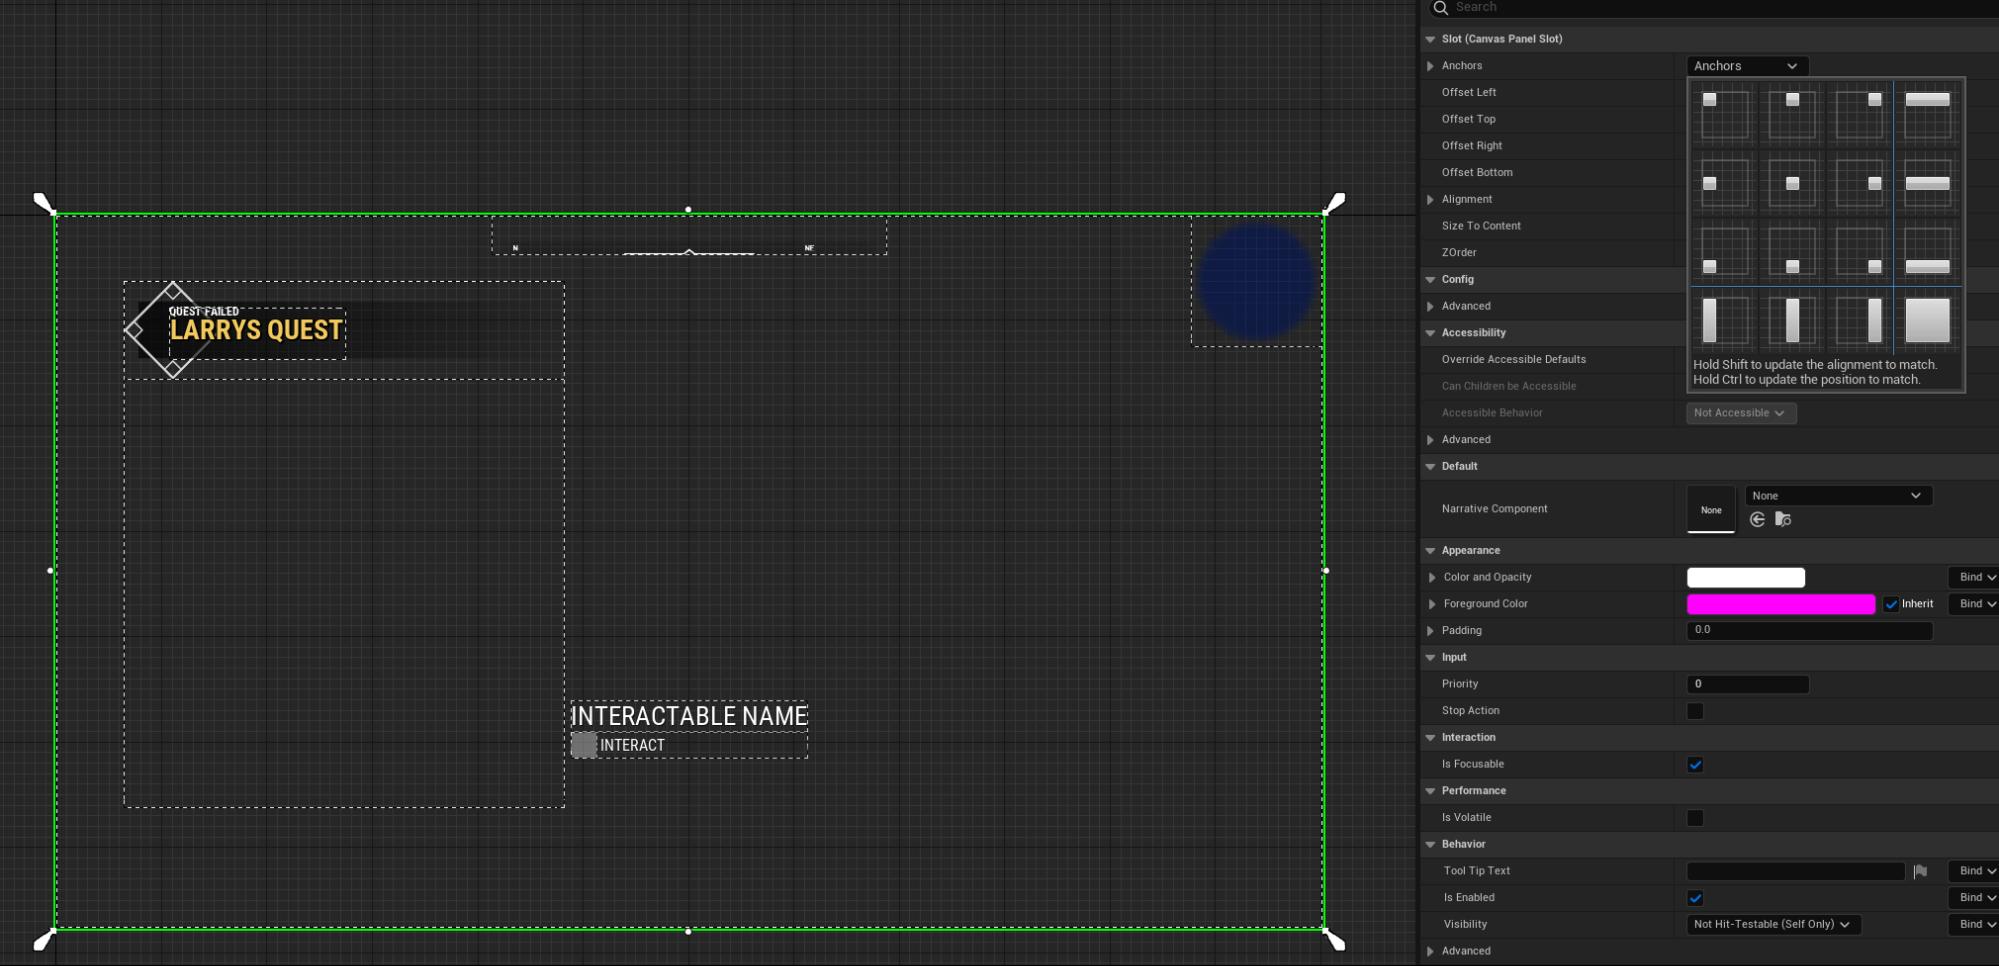 Search
Slot (Canvas Panel Slot)
Anchors
Anchors
Offset Left
Offset Top
Offset Right
Offset Bottom
Alignment
Size To Content
ZOrder
Hold Shift to update the alignment to match.
Hold Ctrl to update the position to match.
Config
Advanced
Accessibility
Override Accessible Defaults
Can Children be Accessible
Accessible Behavior
Not Accessible
Advanced
Default
Narrative Component
None
None
Appearance
Color and Opacity
Bind
Foreground Color
Inherit
Bind
Padding
0.0
Input
Priority
0
Stop Action
Interaction
Is Focusable
Performance
Is Volatile
Behavior
Tool Tip Text
Bind
Is Enabled
Bind
Visibility
Not Hit-Testable (Self Only)
Bind
Advanced
N
NE
QUEST FAILED
LARRYS QUEST
INTERACTABLE NAME
INTERACT